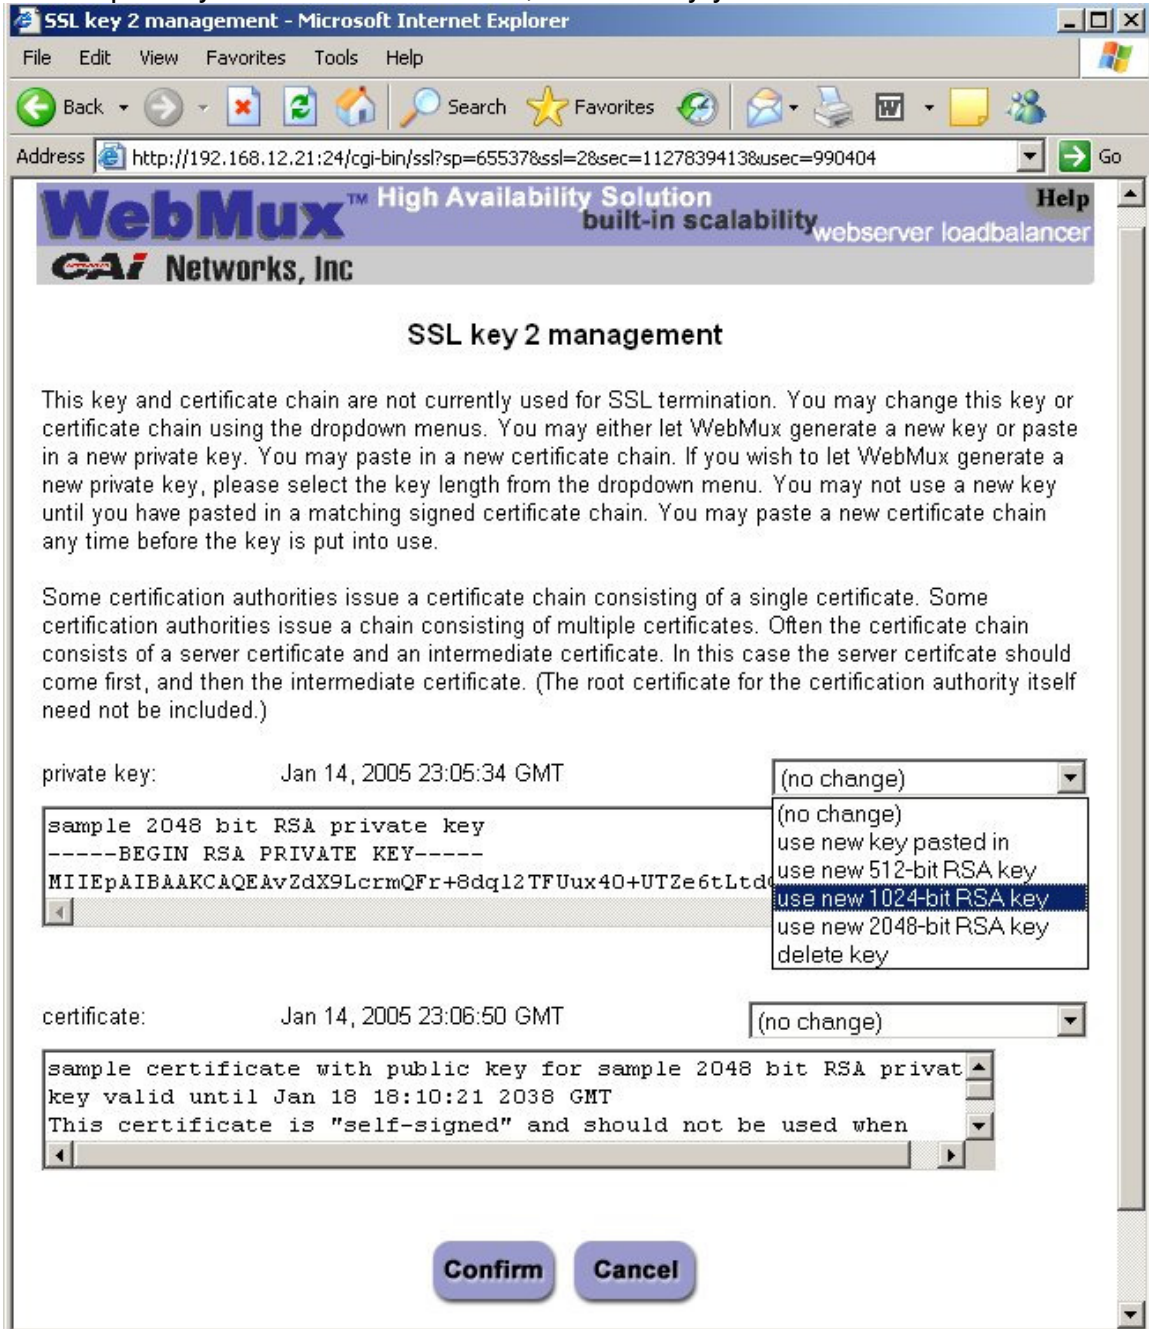 SSL key 2 management - Microsoft Internet Explorer
File Edit View Favorites Tools Help
Back Search Favorites
Address http://192.168.12.21:24/cgi-bin/ssl?sp=65537&ssl=2&sec=1127839413&usec=990404 Go
WebMux™ High Availability Solution Help
built-in scalability
webserver loadbalancer
CAi Networks, Inc
SSL key 2 management
This key and certificate chain are not currently used for SSL termination. You may change this key or
certificate chain using the dropdown menus. You may either let WebMux generate a new key or paste
in a new private key. You may paste in a new certificate chain. If you wish to let WebMux generate a
new private key, please select the key length from the dropdown menu. You may not use a new key
until you have pasted in a matching signed certificate chain. You may paste a new certificate chain
any time before the key is put into use.
Some certification authorities issue a certificate chain consisting of a single certificate. Some
certification authorities issue a chain consisting of multiple certificates. Often the certificate chain
consists of a server certificate and an intermediate certificate. In this case the server certifcate should
come first, and then the intermediate certificate. (The root certificate for the certification authority itself
need not be included.)
private key: Jan 14, 2005 23:05:34 GMT (no change)
sample 2048 bit RSA private key
-----BEGIN RSA PRIVATE KEY-----
MIIEpAIBAAKCAQEAvZdX9LcrmQFr+8dql2TFUux4O+UTZe6tLtd
(no change)
use new key pasted in
use new 512-bit RSA key
use new 1024-bit RSA key
use new 2048-bit RSA key
delete key
certificate: Jan 14, 2005 23:06:50 GMT (no change)
sample certificate with public key for sample 2048 bit RSA privat
key valid until Jan 18 18:10:21 2038 GMT
This certificate is "self-signed" and should not be used when
Confirm Cancel